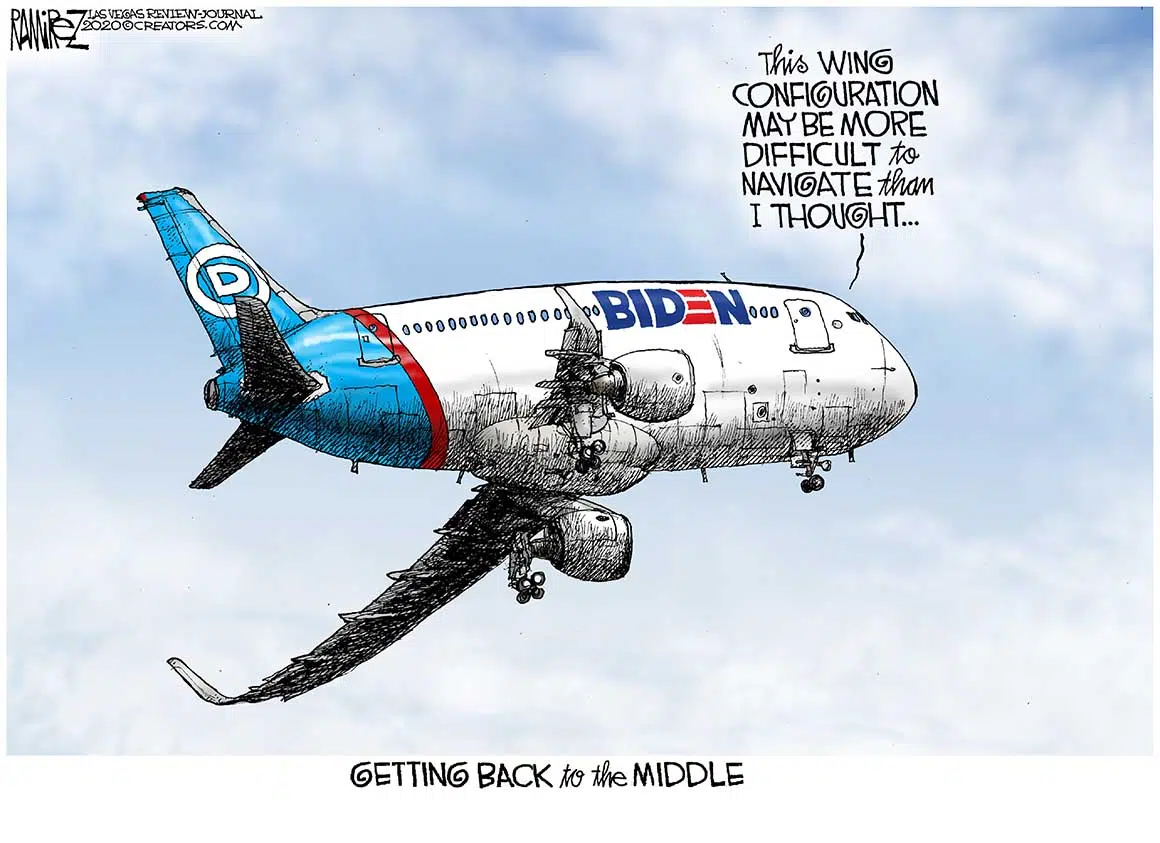 RAMIREZ
LAS VEGAS REVIEW-JOURNAL
2020©CREATORS.COM
This WING
CONFIGURATION
MAY BE MORE
DIFFICULT to
NAVIGATE than
I THOUGHT...
D
BIDEN
GETTING BACK to the MIDDLE